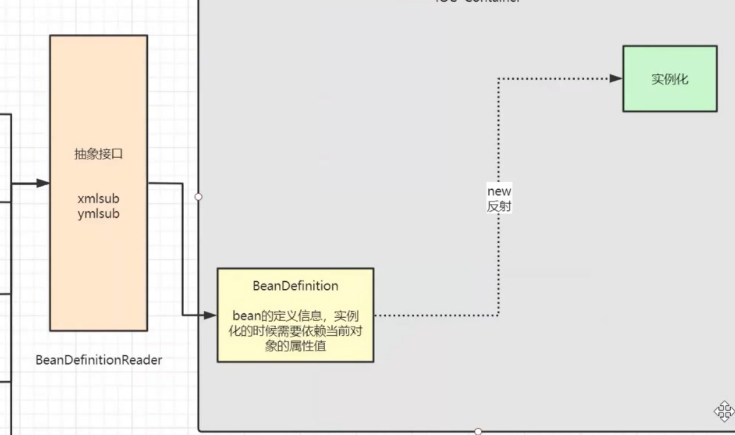 抽象接口
xmlsub
ymlsub
BeanDefinitionReader
BeanDefinition
bean的定义信息，实例
化的时候需要依赖当前对
象的属性值
new
反射
实例化